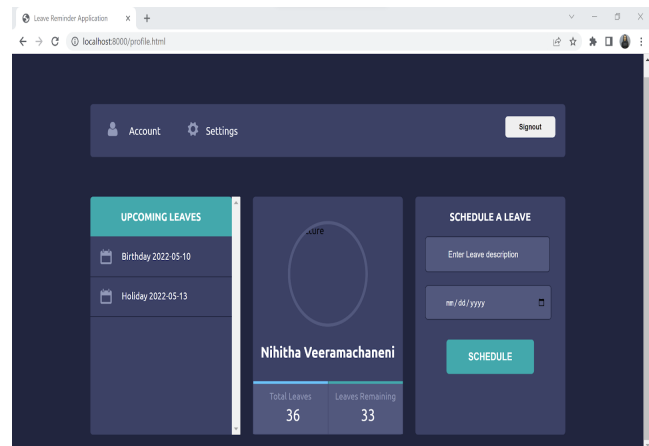 Leave Reminder Application
localhost:8000/profile.html
Account
Settings
Signout
UPCOMING LEAVES
Birthday 2022-05-10
Holiday 2022-05-13
Nihitha Veeramachaneni
Total Leaves
36
Leaves Remaining
33
SCHEDULE A LEAVE
Enter Leave description
mm/dd/yyyy
SCHEDULE